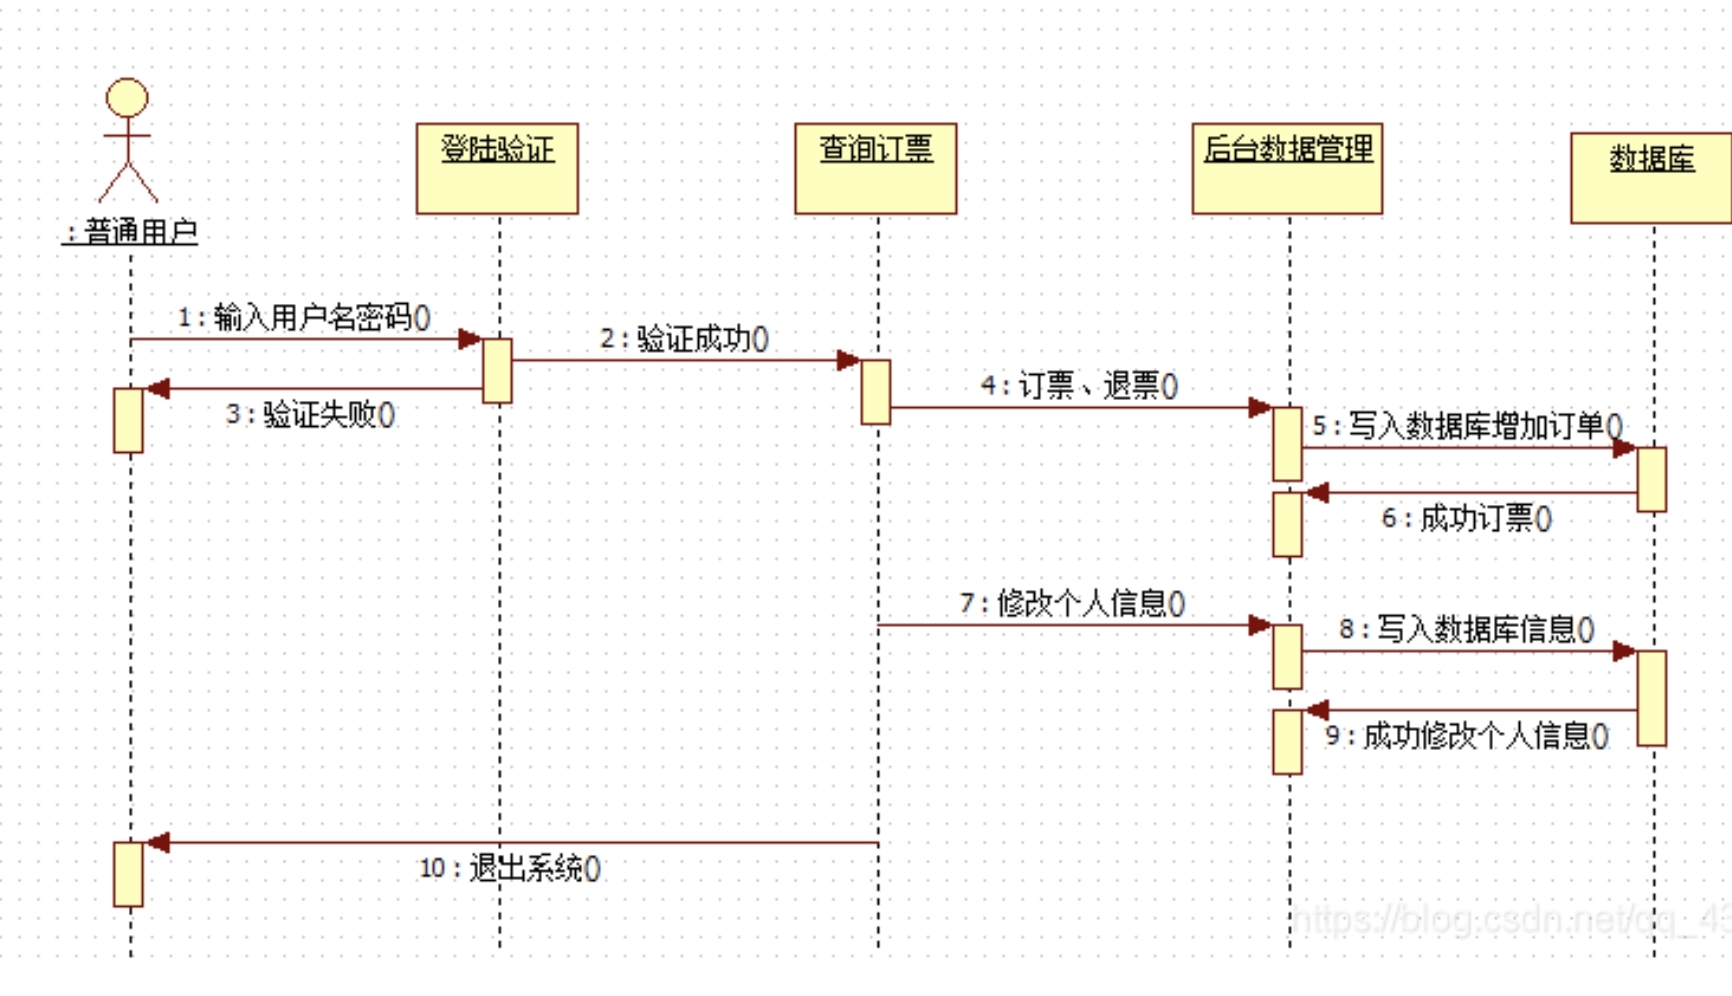 登陆验证
查询订票
后台数据管理
数据库
:普通用户
1:输入用户名密码()
2:验证成功()
3:验证失败()
4:订票、退票()
5:写入数据库增加订单()
6:成功订票()
7:修改个人信息()
8:写入数据库信息()
9:成功修改个人信息()
10:退出系统()
https://blog.csdn.net/qq_43